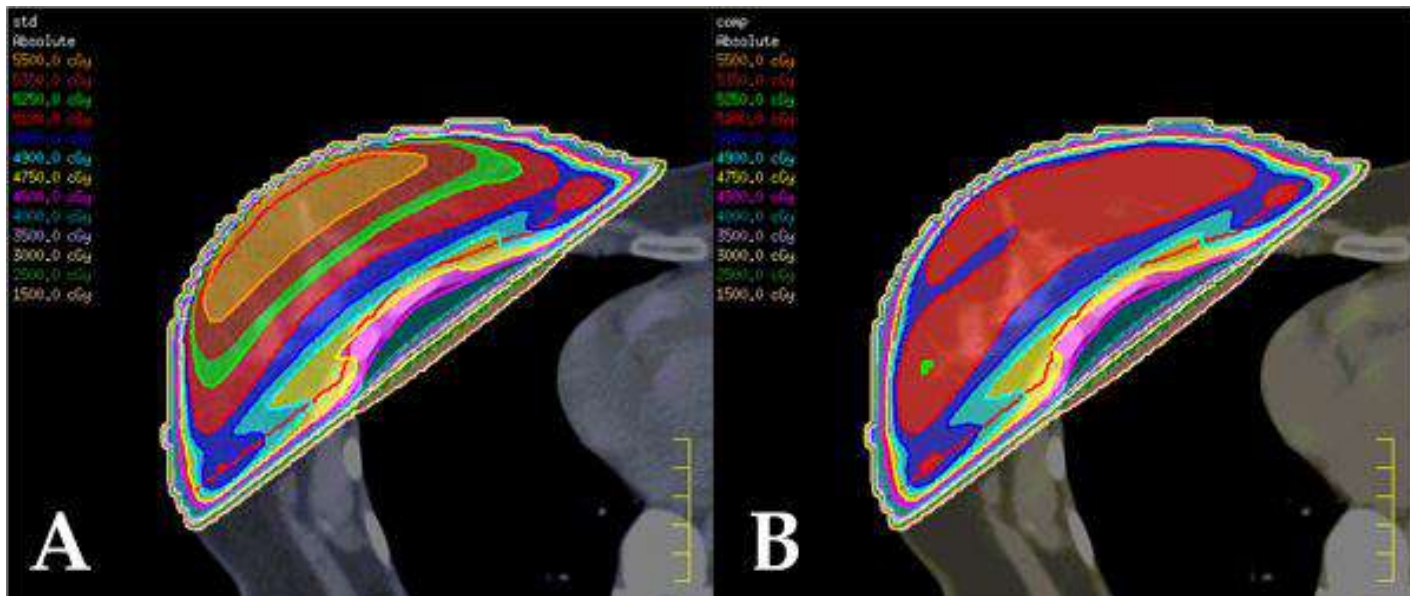 std
Absolute
5500.0 cGy
5350.0 cGy
5250.0 cGy
5100.0 cGy
4900.0 cGy
4750.0 cGy
4500.0 cGy
4000.0 cGy
3500.0 cGy
3000.0 cGy
2500.0 cGy
1500.0 cGy
A
comp
Absolute
5500.0 cGy
5350.0 cGy
5250.0 cGy
5100.0 cGy
4900.0 cGy
4750.0 cGy
4500.0 cGy
4000.0 cGy
3500.0 cGy
3000.0 cGy
2500.0 cGy
1500.0 cGy
B